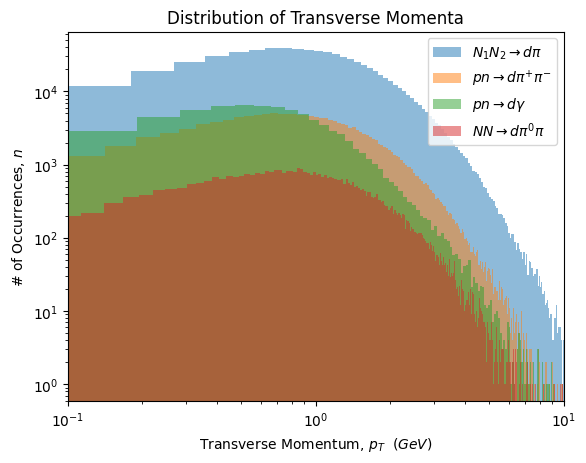 Distribution of Transverse Momenta
# of Occurrences, n
10⁴
10³
10²
10¹
10⁰
N₁N₂ → dπ
pn → dπ⁺π⁻
pn → dγ
NN → dπ⁰π
10⁻¹
10⁰
10¹
Transverse Momentum, p_T (GeV)